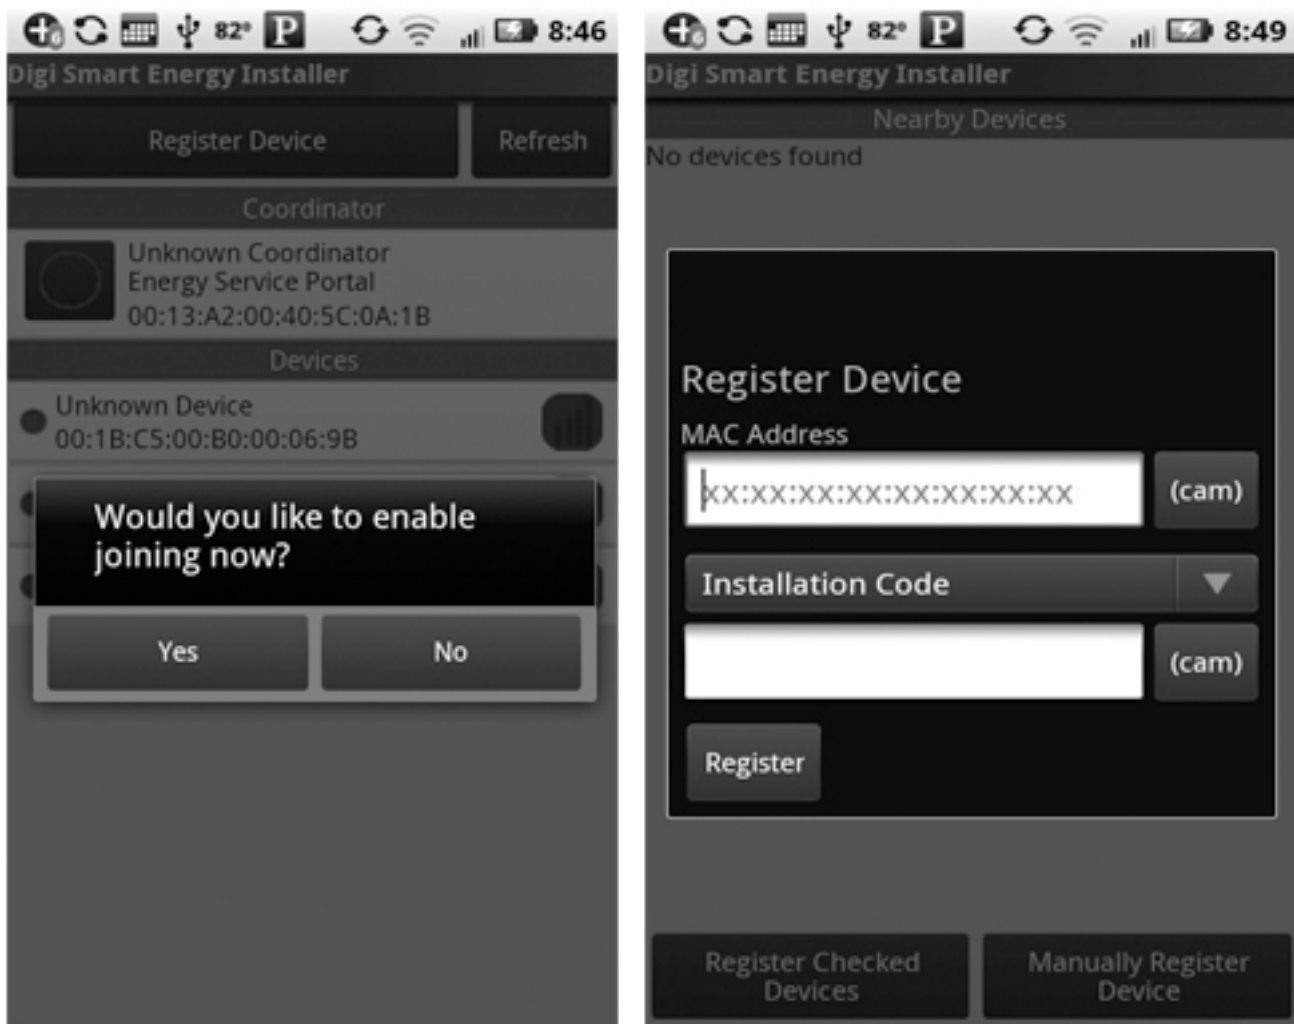 82° P 8:46
Digi Smart Energy Installer
Register Device Refresh
Coordinator
Unknown Coordinator
Energy Service Portal
00:13:A2:00:40:5C:0A:1B
Devices
Unknown Device
00:1B:C5:00:B0:00:06:9B
Would you like to enable
joining now?
Yes No
82° P 8:49
Digi Smart Energy Installer
Nearby Devices
No devices found
Register Device
MAC Address
xx:xx:xx:xx:xx:xx:xx:xx (cam)
Installation Code
(cam)
Register
Register Checked
Devices
Manually Register
Device